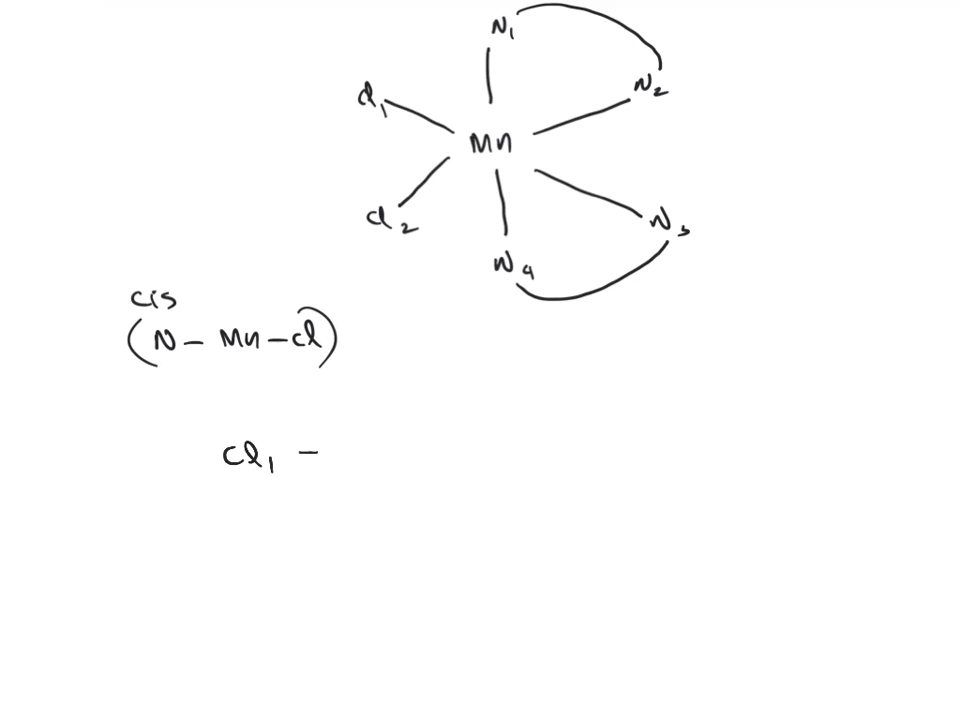 N₁
Cl₁
N₂
Mn
Cl₂
N₃
N₄
cis
(N – Mn – Cl)
Cl₁ –